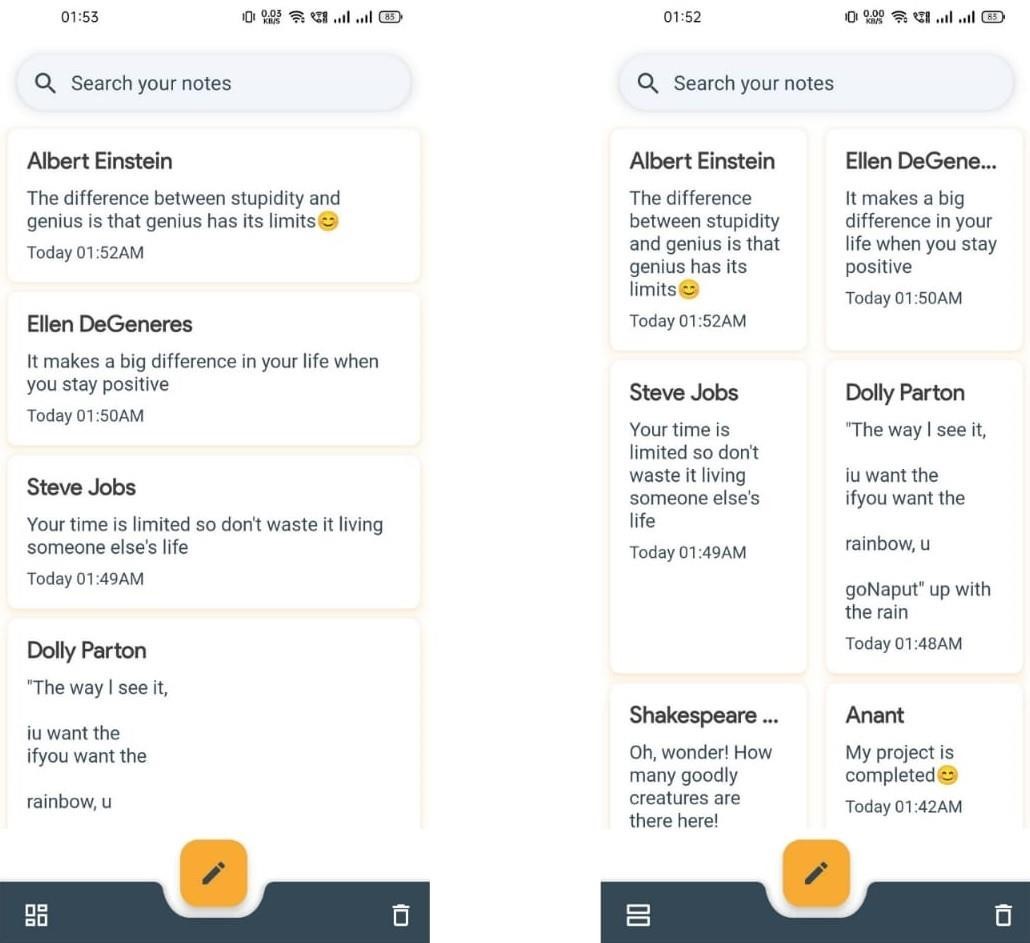 01:53
0.03
KB/S
85
Search your notes
Albert Einstein
The difference between stupidity and
genius is that genius has its limits😊
Today 01:52AM
Ellen DeGeneres
It makes a big difference in your life when
you stay positive
Today 01:50AM
Steve Jobs
Your time is limited so don't waste it living
someone else's life
Today 01:49AM
Dolly Parton
"The way I see it,
iu want the
ifyou want the
rainbow, u
01:52
0.00
KB/S
85
Search your notes
Albert Einstein
The difference
between stupidity
and genius is that
genius has its
limits😊
Today 01:52AM
Ellen DeGene...
It makes a big
difference in your
life when you stay
positive
Today 01:50AM
Steve Jobs
Your time is
limited so don't
waste it living
someone else's
life
Today 01:49AM
Dolly Parton
"The way I see it,
iu want the
ifyou want the
rainbow, u
goNaput" up with
the rain
Today 01:48AM
Shakespeare ...
Oh, wonder! How
many goodly
creatures are
there here!
Anant
My project is
completed😊
Today 01:42AM